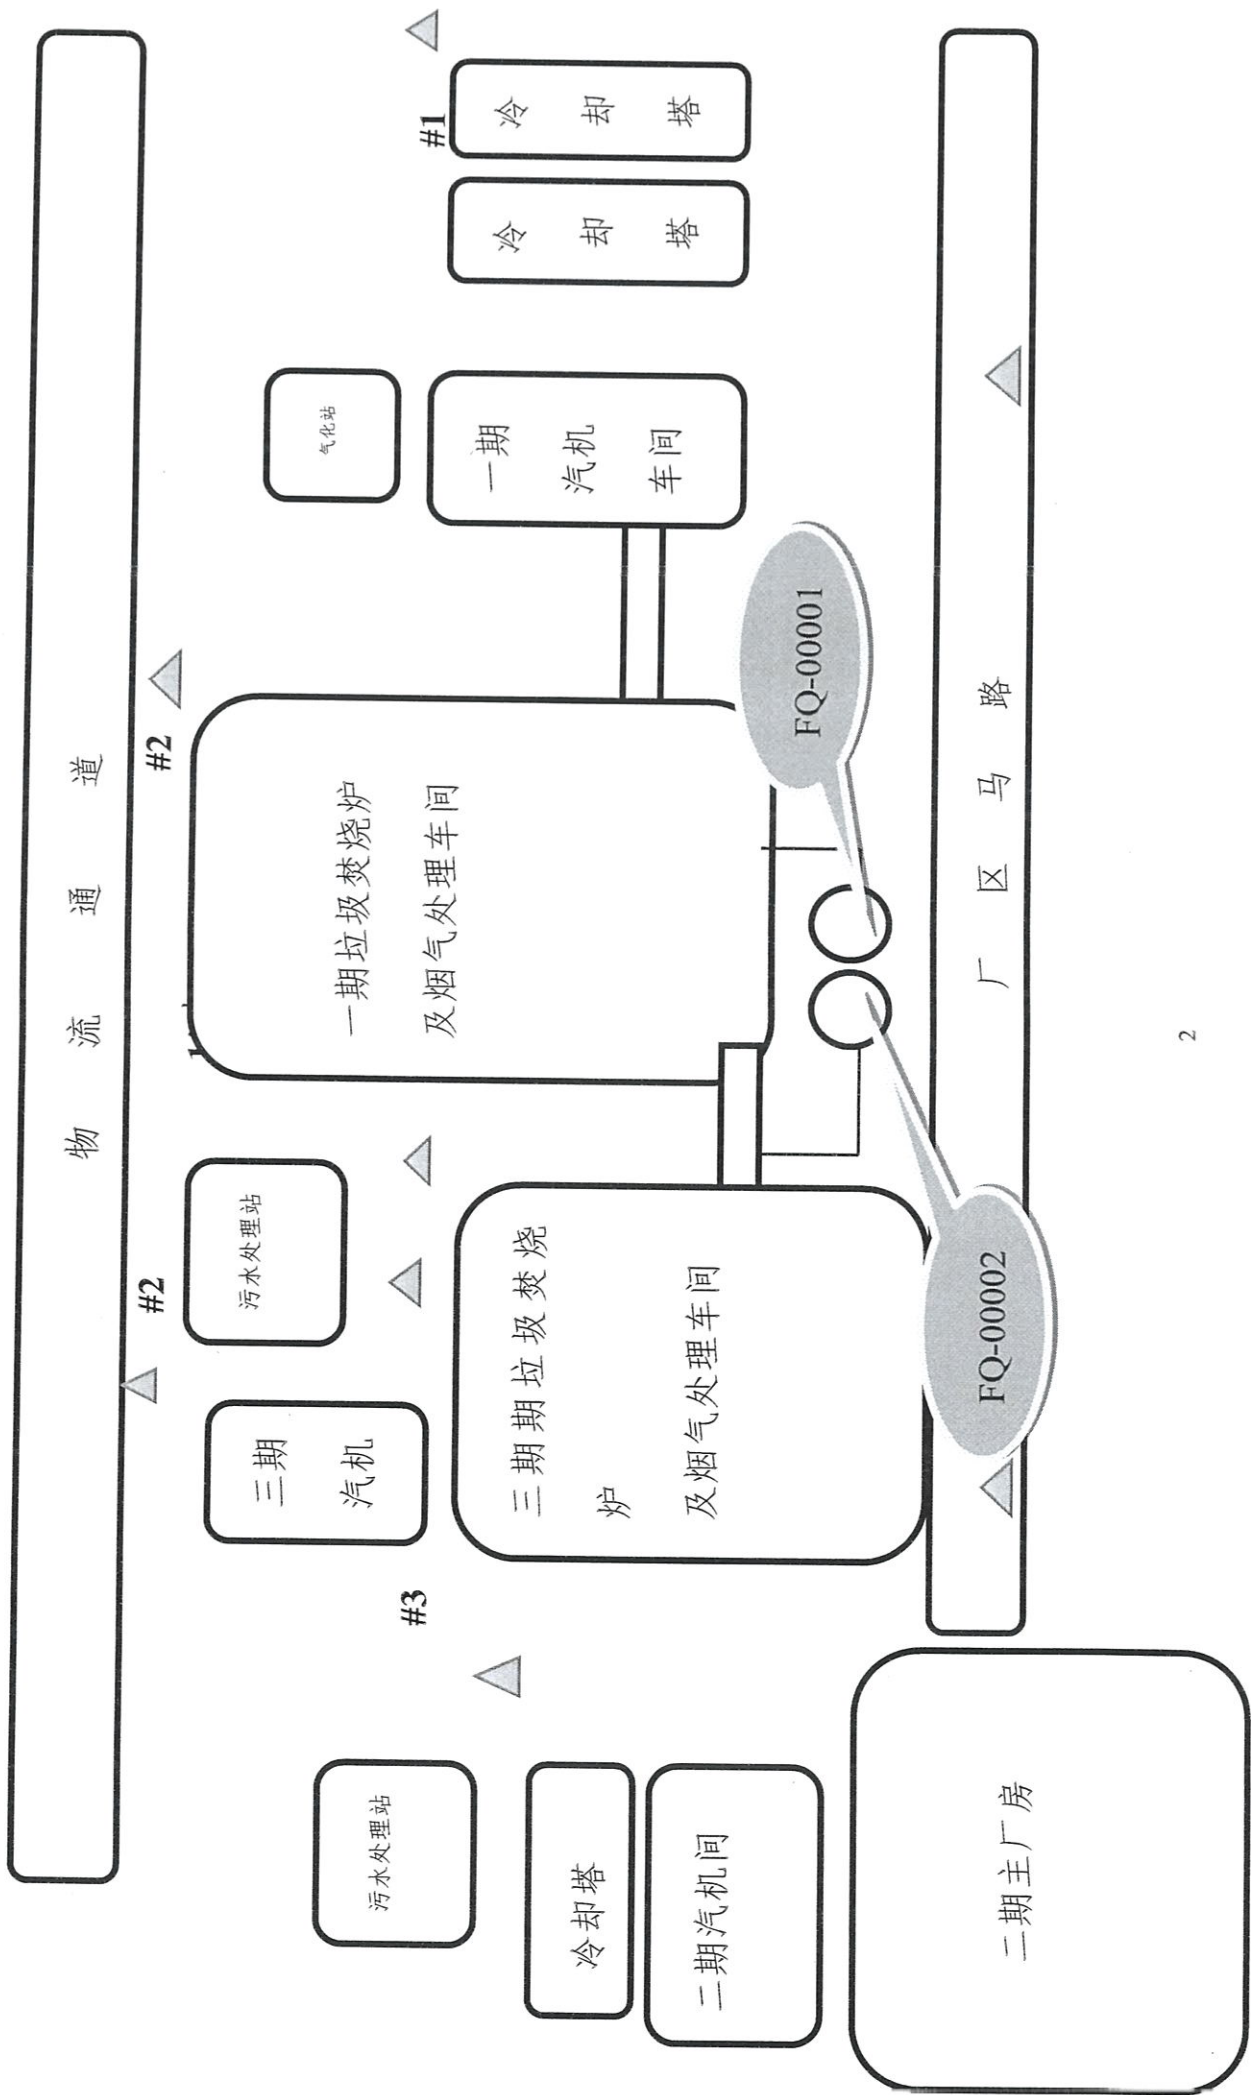 物 流 通 道
#2
#2
三期
汽机
污水处理站
一期垃圾焚烧炉
及烟气处理车间
气化站
污水处理站
#3
#1
冷却塔
二期汽机间
三期期垃圾焚烧
炉
及烟气处理车间
一期
汽机
车间
冷
却
塔
冷
却
塔
FQ-00001
FQ-00002
厂 区 马 路
二期主厂房
2